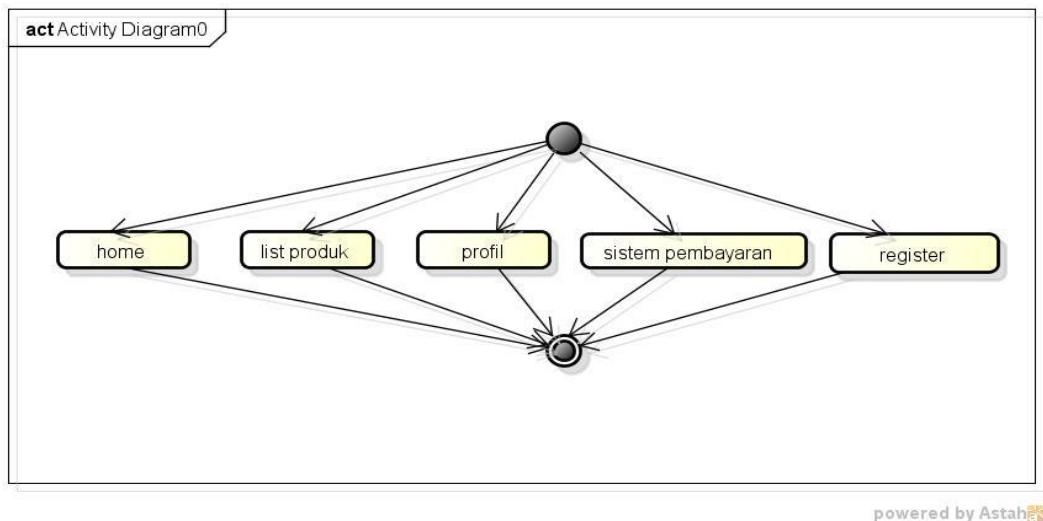 act Activity Diagram0
home
list produk
profil
sistem pembayaran
register
powered by Astah